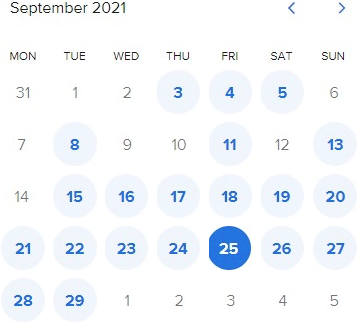 September 2021
MON TUE WED THU FRI SAT SUN
31 1 2 3 4 5 6
7 8 9 10 11 12 13
14 15 16 17 18 19 20
21 22 23 24 25 26 27
28 29 1 2 3 4 5